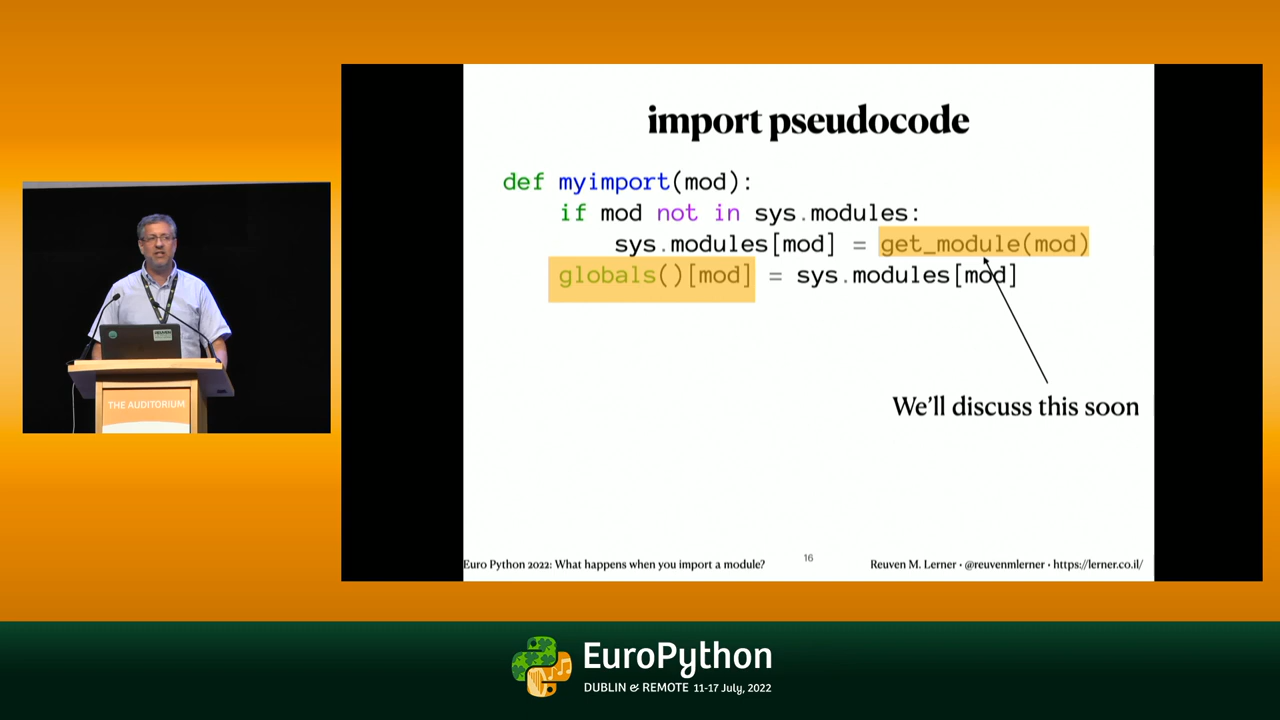 import pseudocode
def myimport(mod):
    if mod not in sys.modules:
        sys.modules[mod] = get_module(mod)
    globals()[mod] = sys.modules[mod]
We'll discuss this soon
Euro Python 2022: What happens when you import a module?
16
Reuven M. Lerner • @reuvenmlerner • https://lerner.co.il/
THE AUDITORIUM
EuroPython
DUBLIN & REMOTE 11-17 July, 2022